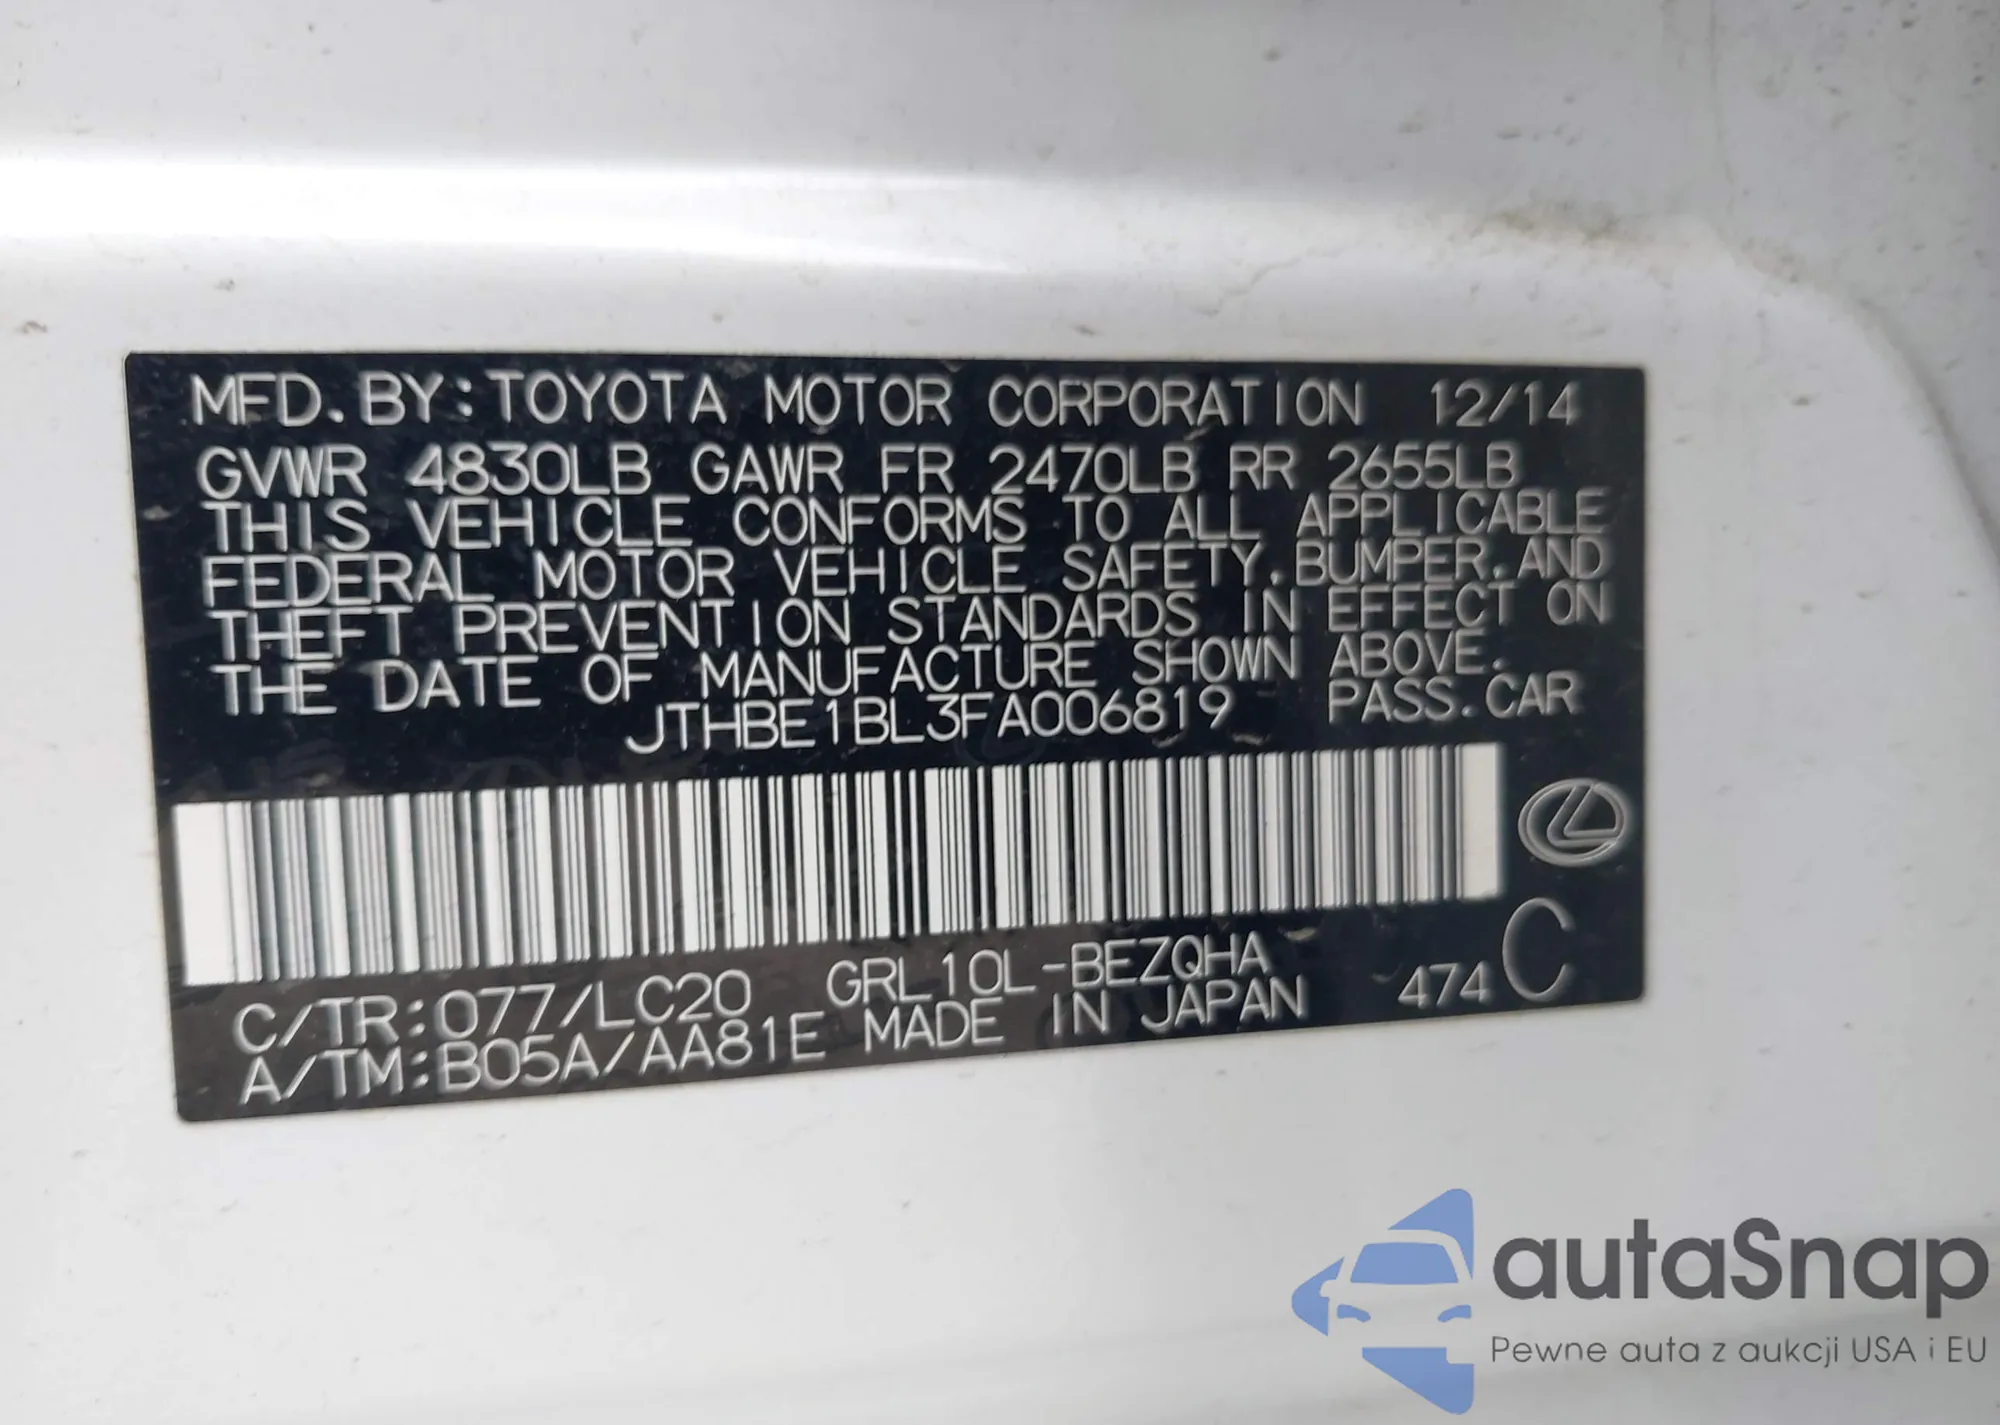 MFD. BY: TOYOTA MOTOR CORPORATION 12/14
GVWR 4830LB GAWR FR 2470LB RR 2655LB
THIS VEHICLE CONFORMS TO ALL APPLICABLE
FEDERAL MOTOR VEHICLE SAFETY, BUMPER, AND
THEFT PREVENTION STANDARDS IN EFFECT ON
THE DATE OF MANUFACTURE SHOWN ABOVE.
JTHBE1BL3FA006819 PASS. CAR
C/TR: 077/LC20 GRL10L-BEZQHA
A/TM: B05A/AA81E MADE IN JAPAN 474 C
autaSnap
Pewne auta z aukcji USA i EU